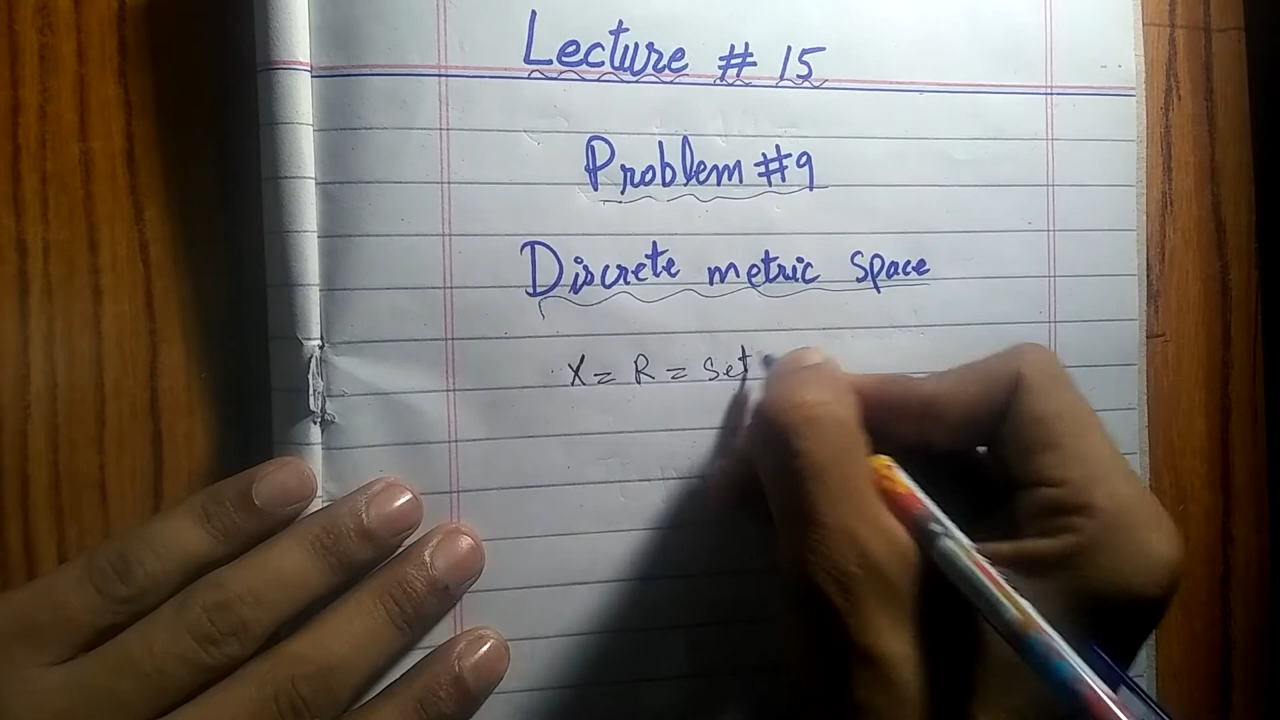 Lecture # 15
Problem #9
Discrete metric space
X = R = Set